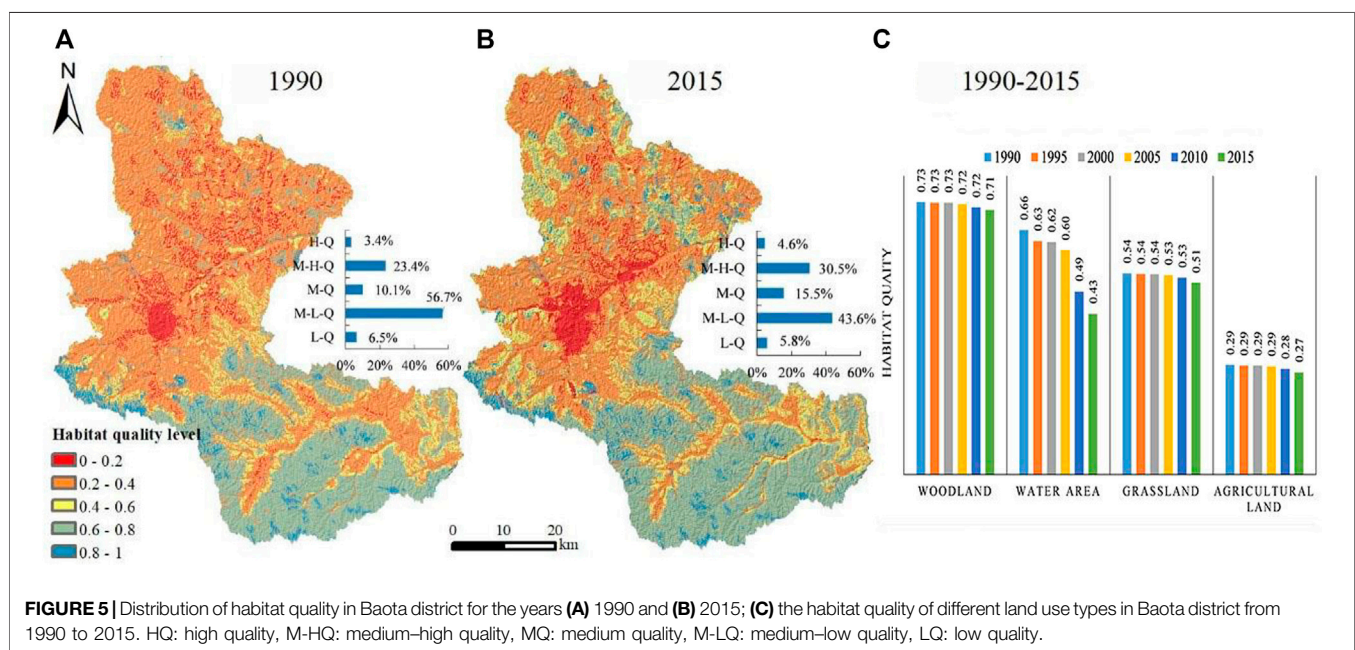 A
B
C
N
1990
2015
1990-2015
1990 1995 2000 2005 2010 2015
H-Q 3.4%
M-H-Q 23.4%
M-Q 10.1%
M-L-Q 56.7%
L-Q 6.5%
0% 20% 40% 60%
H-Q 4.6%
M-H-Q 30.5%
M-Q 15.5%
M-L-Q 43.6%
L-Q 5.8%
0% 20% 40% 60%
HABITAT QUAITY
0.73 0.73 0.73 0.72 0.72 0.71
0.66 0.63 0.62 0.60 0.49 0.43
0.54 0.54 0.54 0.53 0.53 0.51
0.29 0.29 0.29 0.29 0.28 0.27
WOODLAND WATER AREA GRASSLAND AGRICULTURAL
LAND
Habitat quality level
0 - 0.2
0.2 - 0.4
0.4 - 0.6
0.6 - 0.8
0.8 - 1
0 10 20
km
FIGURE 5 | Distribution of habitat quality in Baota district for the years (A) 1990 and (B) 2015; (C) the habitat quality of different land use types in Baota district from
1990 to 2015. HQ: high quality, M-HQ: medium–high quality, MQ: medium quality, M-LQ: medium–low quality, LQ: low quality.